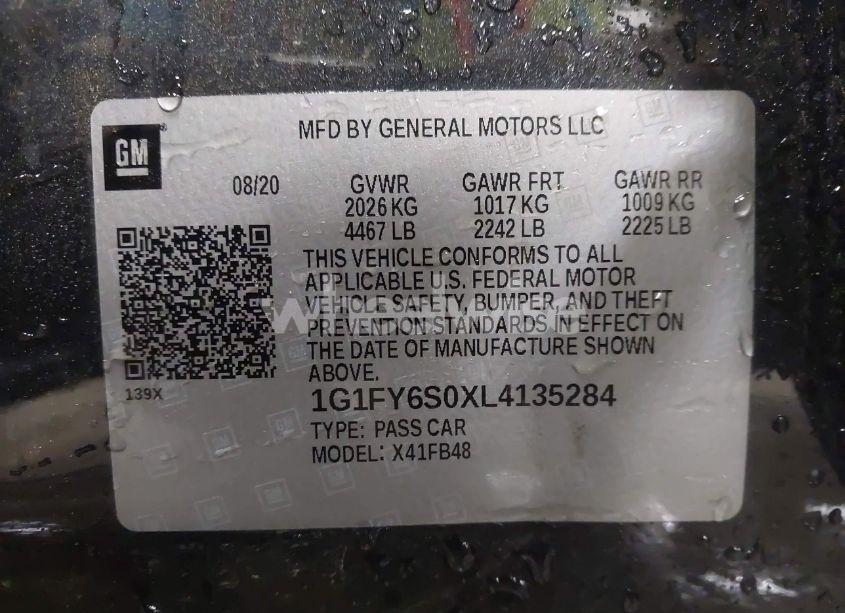 MFD BY GENERAL MOTORS LLC
GM
08/20 GVWR GAWR FRT GAWR RR
2026 KG 1017 KG 1009 KG
4467 LB 2242 LB 2225 LB
THIS VEHICLE CONFORMS TO ALL
APPLICABLE U.S. FEDERAL MOTOR
VEHICLE SAFETY, BUMPER, AND THEFT
PREVENTION STANDARDS IN EFFECT ON
THE DATE OF MANUFACTURE SHOWN
ABOVE.
139X
1G1FY6S0XL4135284
TYPE: PASS CAR
MODEL: X41FB48